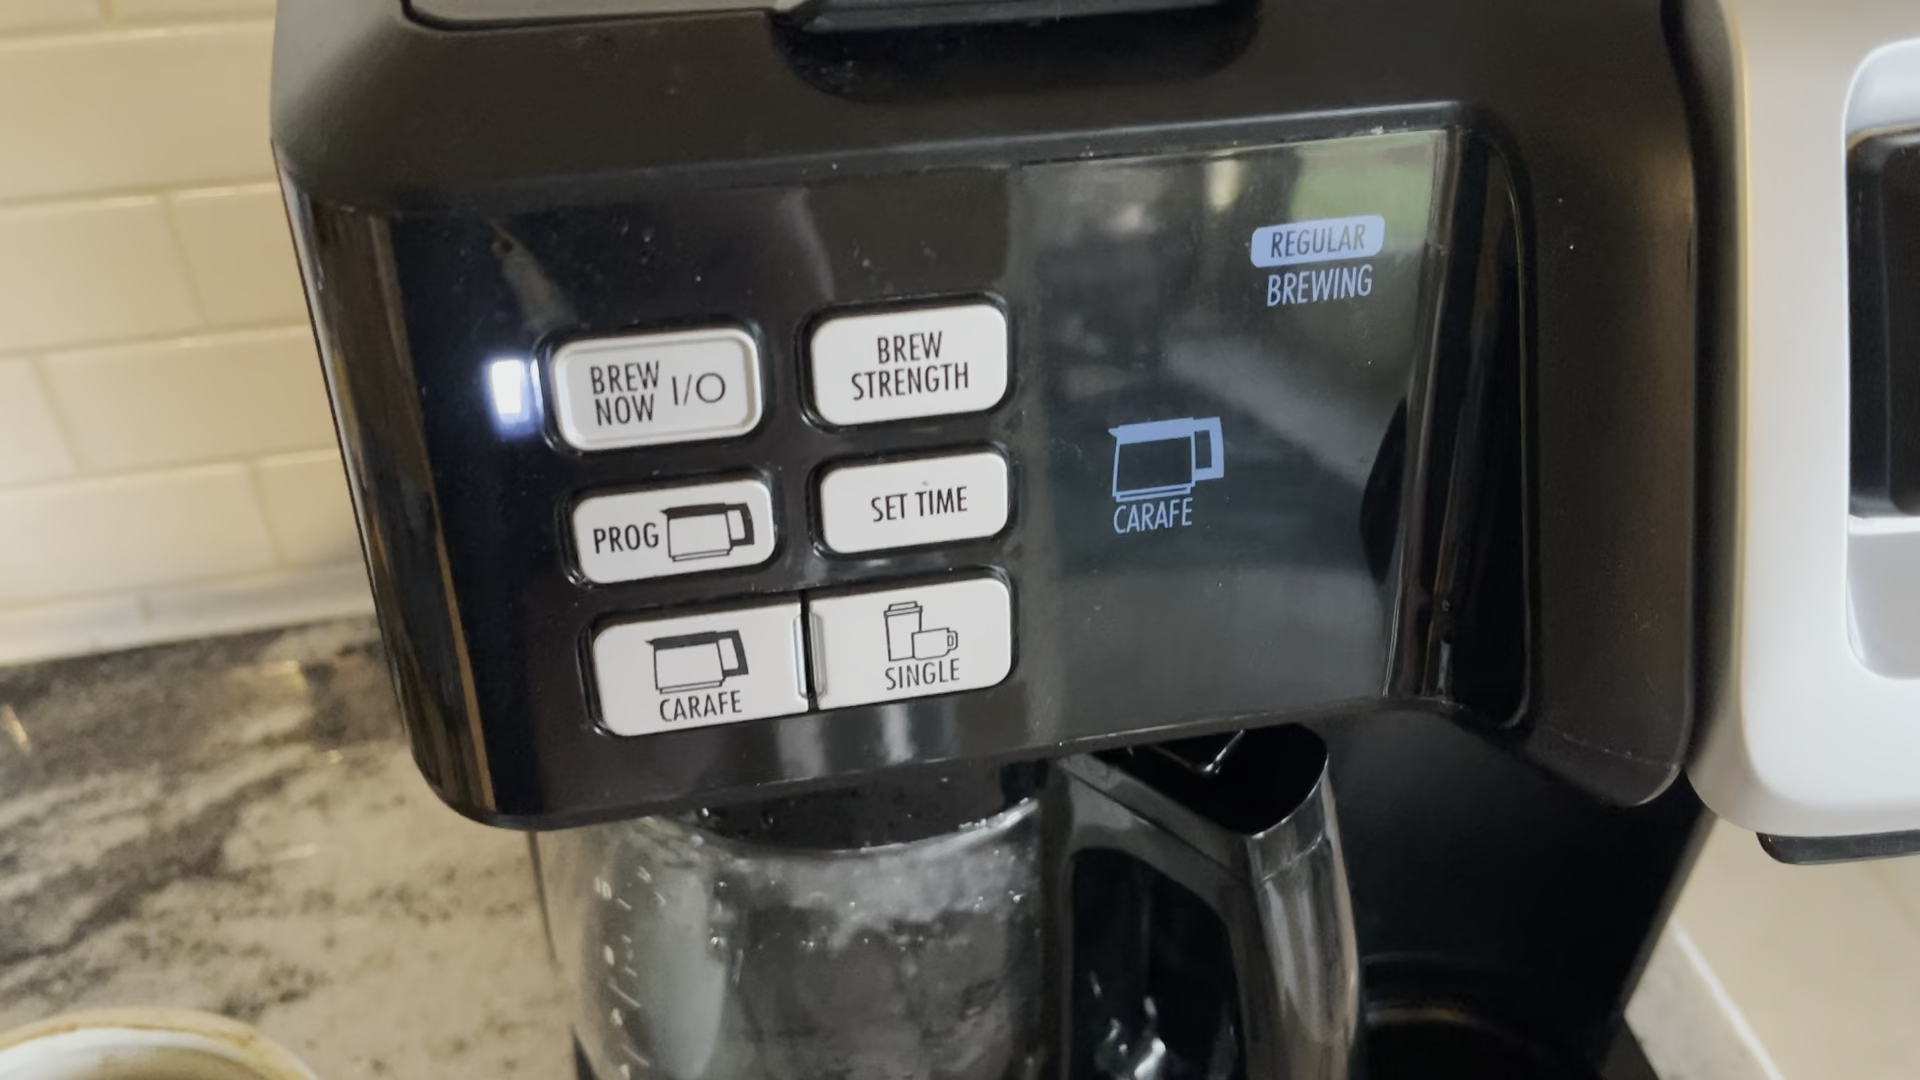 REGULAR
BREWING
BREW
NOW I/O
BREW
STRENGTH
PROG
SET TIME
CARAFE
CARAFE
SINGLE